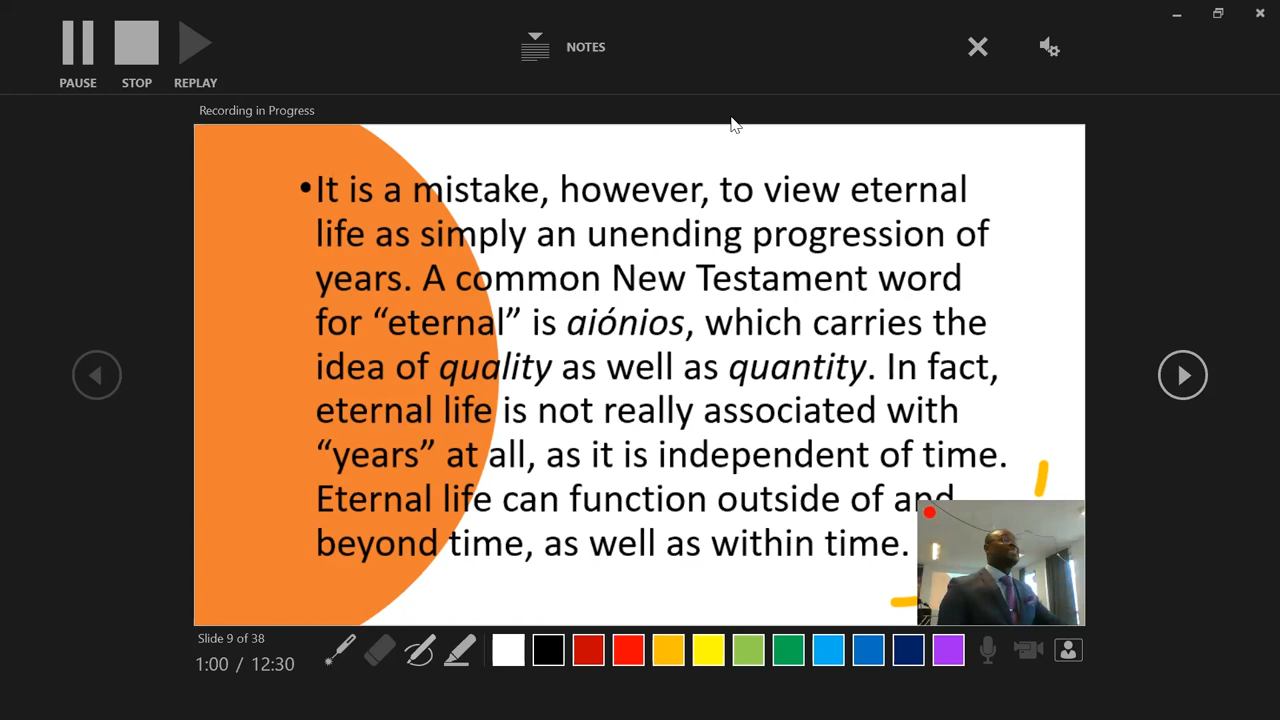 PAUSE STOP REPLAY
NOTES
Recording in Progress
•It is a mistake, however, to view eternal
life as simply an unending progression of
years. A common New Testament word
for “eternal” is aiónios, which carries the
idea of quality as well as quantity. In fact,
eternal life is not really associated with
“years” at all, as it is independent of time.
Eternal life can function outside of and
beyond time, as well as within time.
Slide 9 of 38
1:00 / 12:30